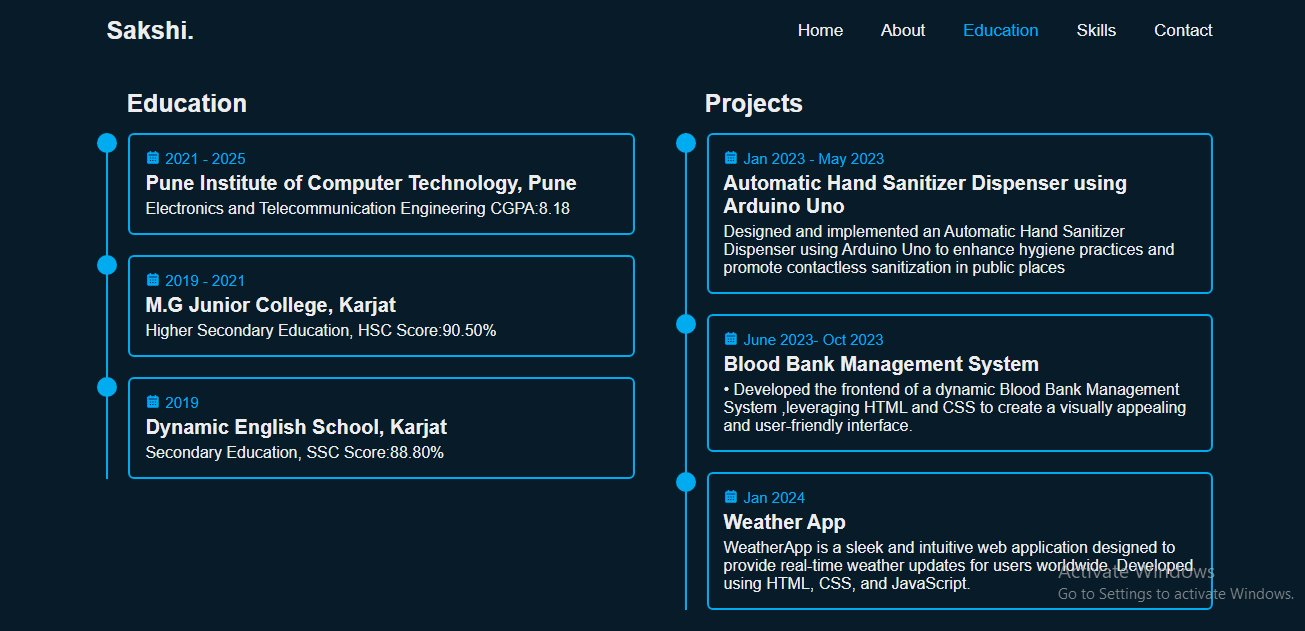 Sakshi.
Home About Education Skills Contact
Education
2021 - 2025
Pune Institute of Computer Technology, Pune
Electronics and Telecommunication Engineering CGPA:8.18
2019 - 2021
M.G Junior College, Karjat
Higher Secondary Education, HSC Score:90.50%
2019
Dynamic English School, Karjat
Secondary Education, SSC Score:88.80%
Projects
Jan 2023 - May 2023
Automatic Hand Sanitizer Dispenser using
Arduino Uno
Designed and implemented an Automatic Hand Sanitizer
Dispenser using Arduino Uno to enhance hygiene practices and
promote contactless sanitization in public places
June 2023- Oct 2023
Blood Bank Management System
• Developed the frontend of a dynamic Blood Bank Management
System ,leveraging HTML and CSS to create a visually appealing
and user-friendly interface.
Jan 2024
Weather App
WeatherApp is a sleek and intuitive web application designed to
provide real-time weather updates for users worldwide. Developed
using HTML, CSS, and JavaScript.
Activate Windows
Go to Settings to activate Windows.